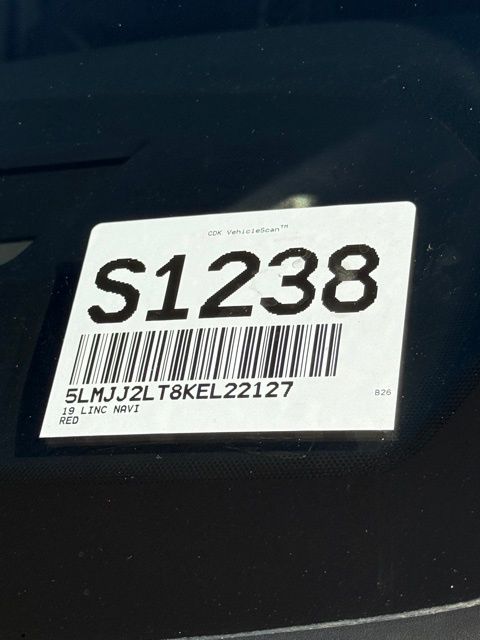 CDK VehicleScan™
S1238
5LMJJ2LT8KEL22127
B26
19 LINC NAVI
RED